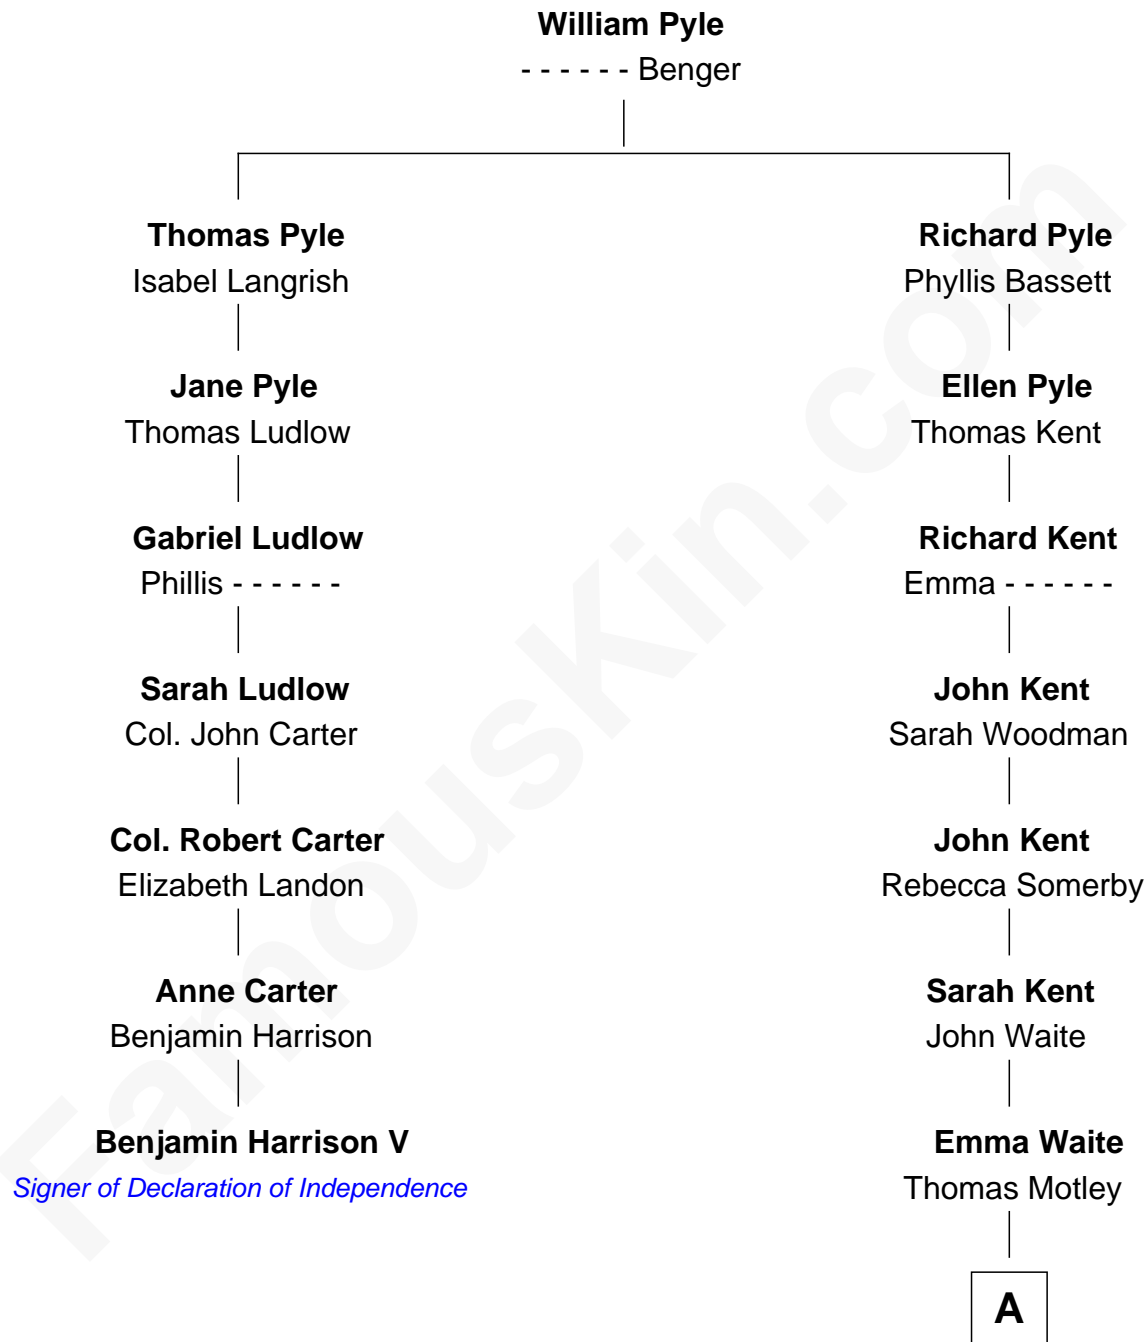 William Pyle
- - - - - - Benger
Thomas Pyle
Isabel Langrish
Richard Pyle
Phyllis Bassett
Jane Pyle
Thomas Ludlow
Ellen Pyle
Thomas Kent
Gabriel Ludlow
Phillis - - - - - -
Richard Kent
Emma - - - - - -
Sarah Ludlow
Col. John Carter
John Kent
Sarah Woodman
Col. Robert Carter
Elizabeth Landon
John Kent
Rebecca Somerby
Anne Carter
Benjamin Harrison
Sarah Kent
John Waite
Benjamin Harrison V
Signer of Declaration of Independence
Emma Waite
Thomas Motley
A
FamousKin.com